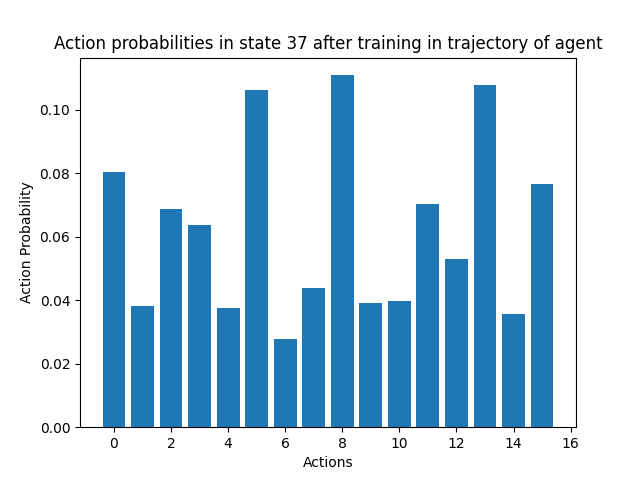 Action probabilities in state 37 after training in trajectory of agent
Action Probability
0.10
0.08
0.06
0.04
0.02
0.00
0 2 4 6 8 10 12 14 16
Actions